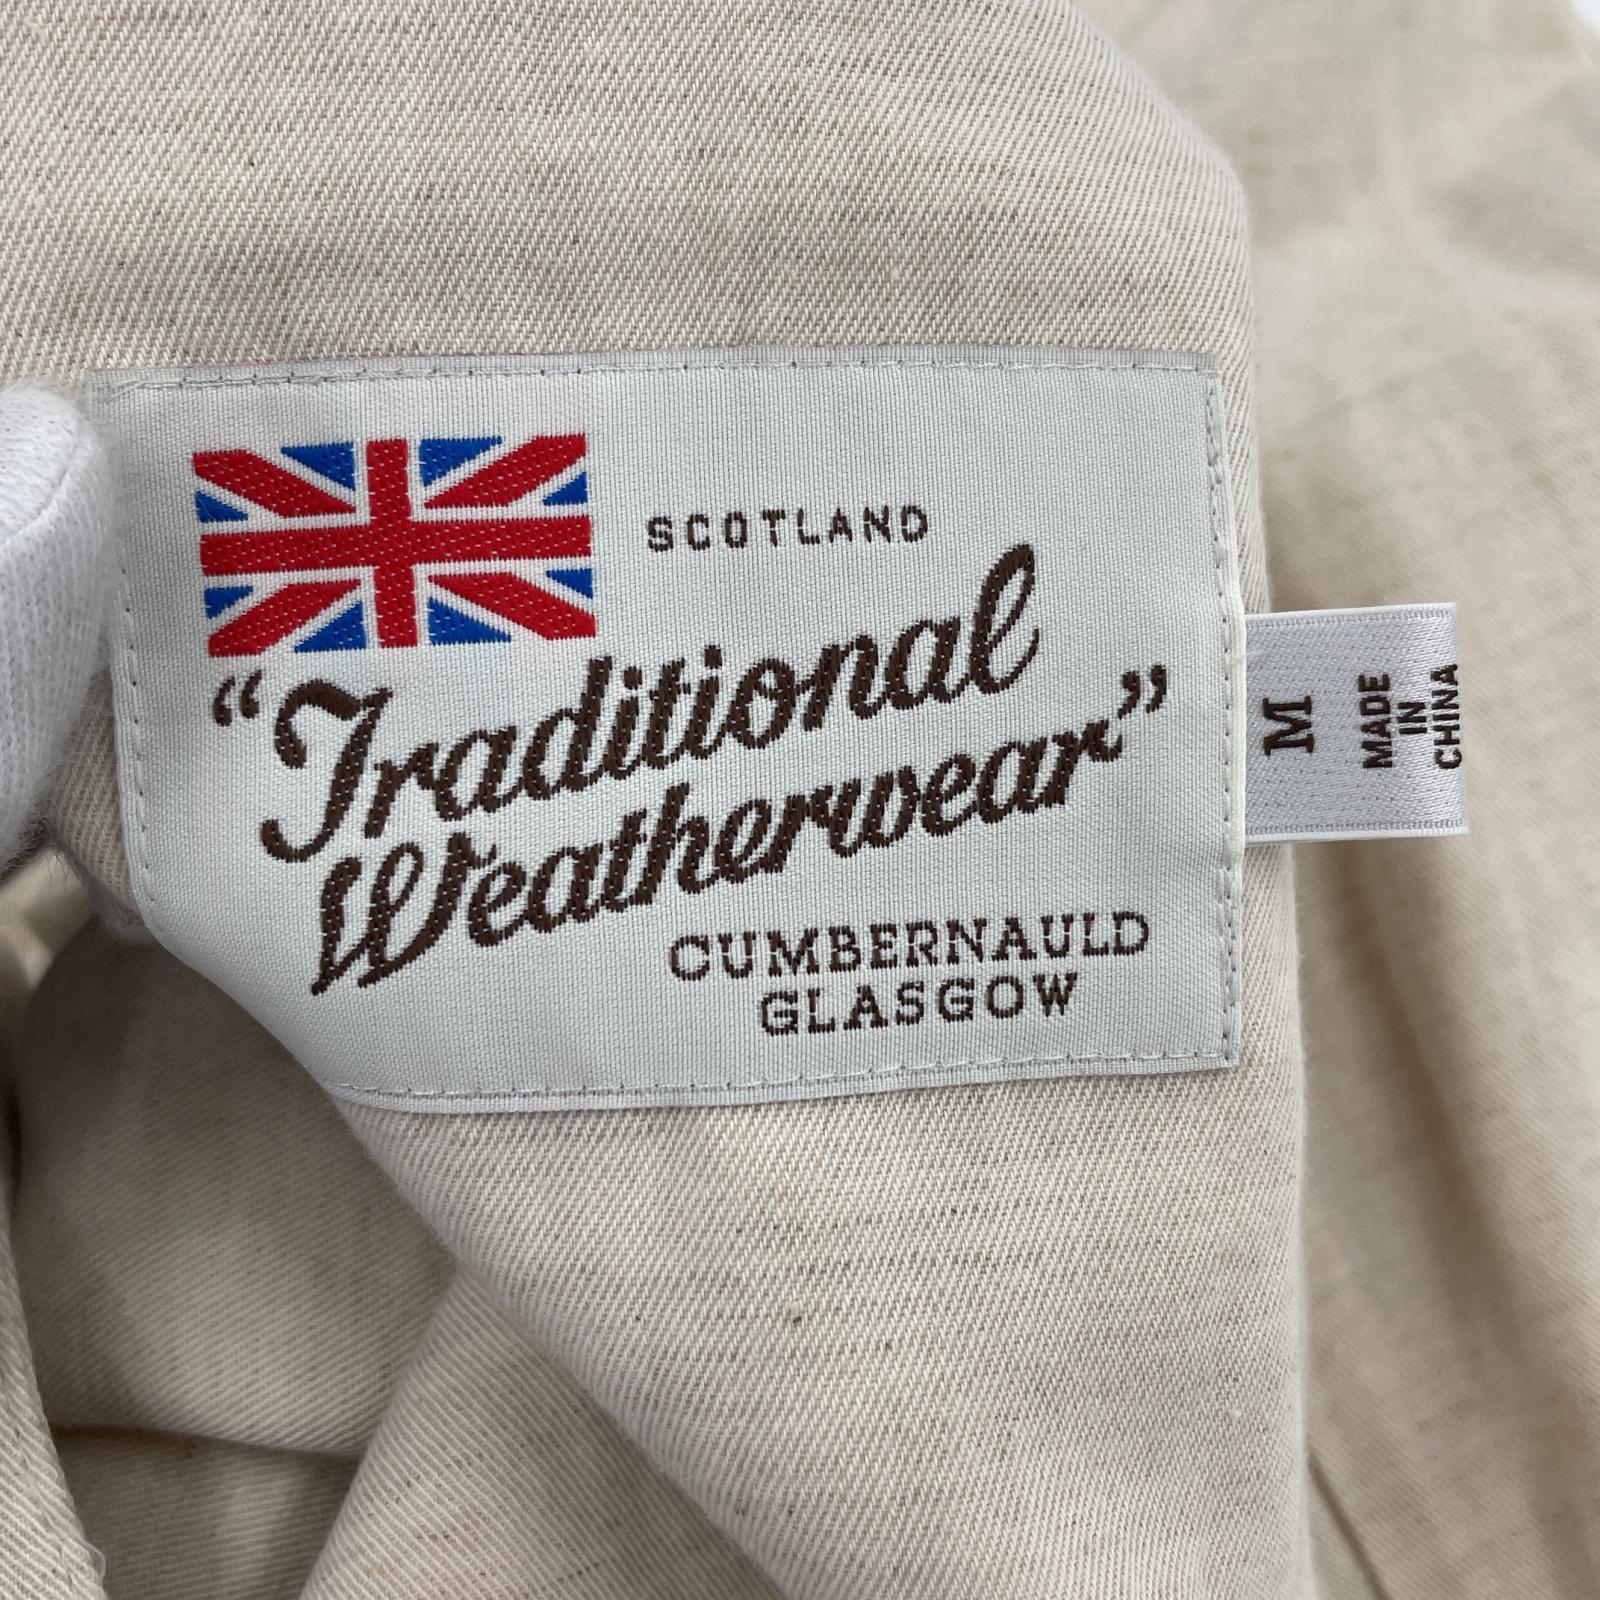 SCOTLAND
“Traditional
Weatherwear”
CUMBERNAULD
GLASGOW
M
MADE
IN
CHINA